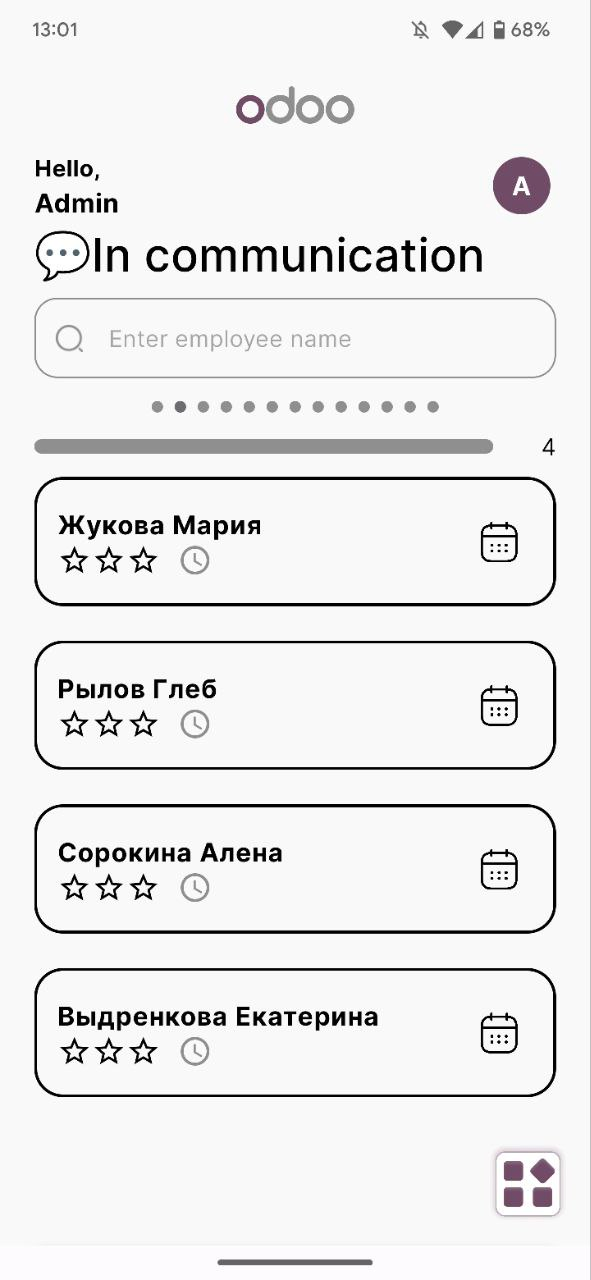 13:01
68%
odoo
Hello,
Admin
A
💬In communication
Enter employee name
4
Жукова Мария
Рылов Глеб
Сорокина Алена
Выдренкова Екатерина